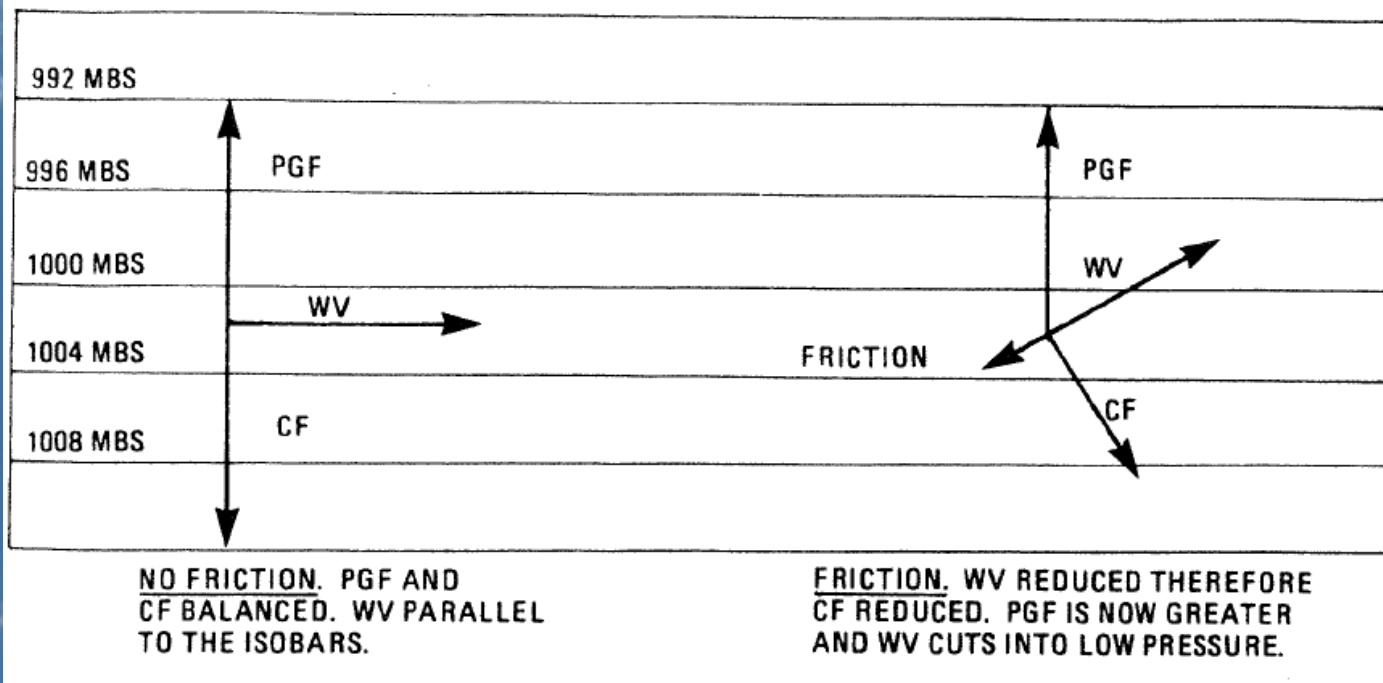 992 MBS
PGF
PGF
996 MBS
1000 MBS
WV
WV
1004 MBS
FRICTION
CF
CF
1008 MBS
NO FRICTION. PGF AND
CF BALANCED. WV PARALLEL
TO THE ISOBARS.
FRICTION. WV REDUCED THEREFORE
CF REDUCED. PGF IS NOW GREATER
AND WV CUTS INTO LOW PRESSURE.